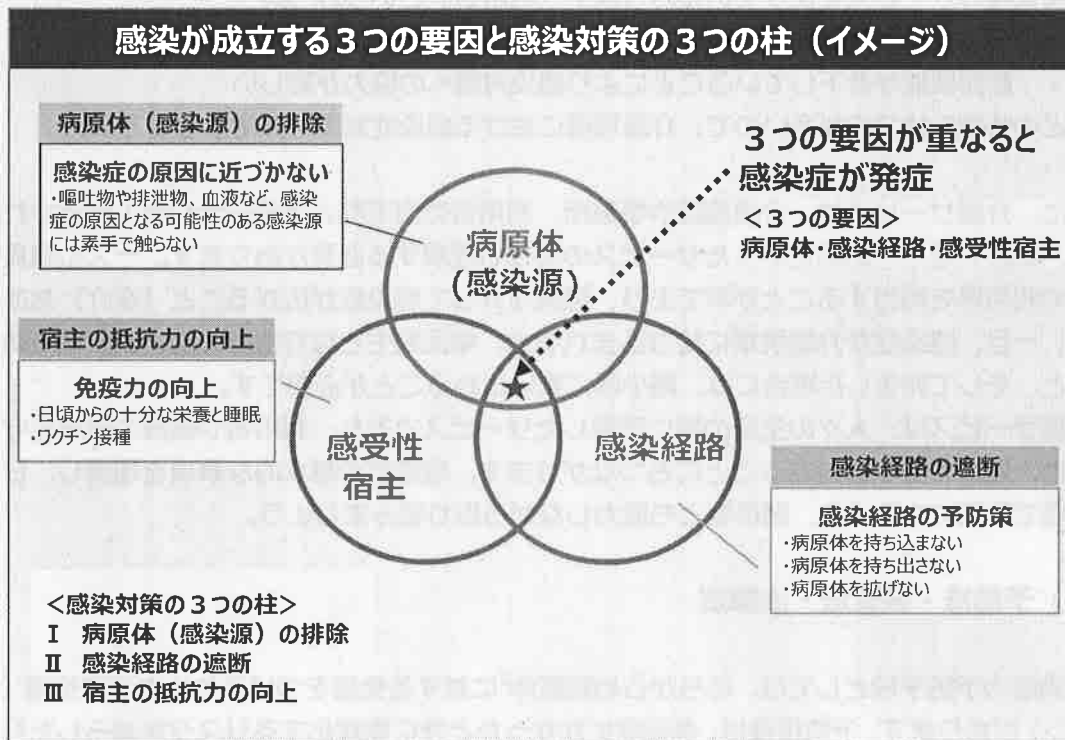 感染が成立する３つの要因と感染対策の３つの柱（イメージ）
病原体（感染源）の排除
感染症の原因に近づかない
・嘔吐物や排泄物、血液など、感染
症の原因となる可能性のある感染源
には素手で触らない
３つの要因が重なると
感染症が発症
＜３つの要因＞
病原体・感染経路・感受性宿主
病原体
(感染源)
宿主の抵抗力の向上
免疫力の向上
・日頃からの十分な栄養と睡眠
・ワクチン接種
感受性
宿主
感染経路
感染経路の遮断
感染経路の予防策
・病原体を持ち込まない
・病原体を持ち出さない
・病原体を拡げない
＜感染対策の３つの柱＞
Ⅰ　病原体（感染源）の排除
Ⅱ　感染経路の遮断
Ⅲ　宿主の抵抗力の向上